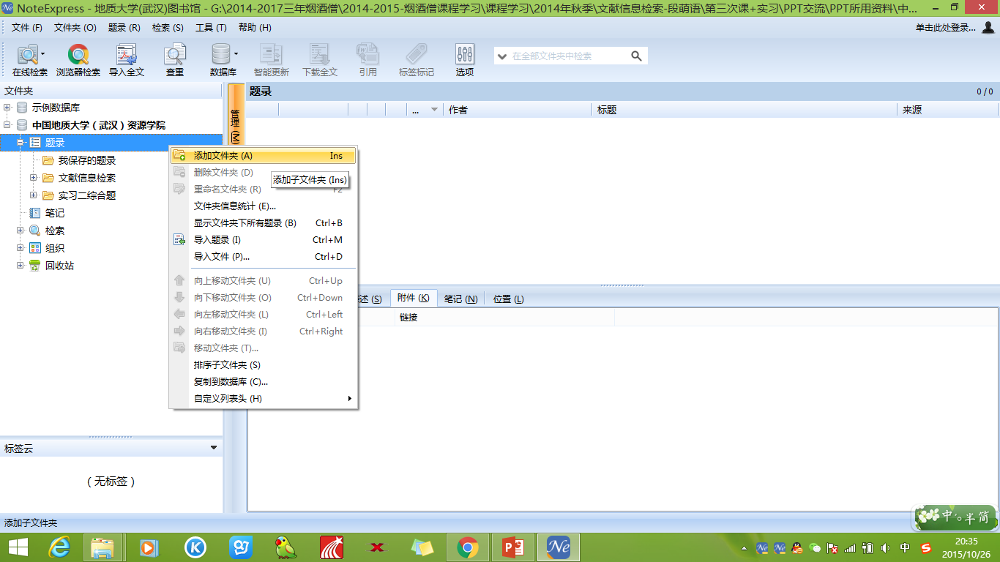 NoteExpress - 地质大学(武汉)图书馆 - G:\2014-2017三年烟酒僧\2014-2015-烟酒僧课程学习\课程学习\2014年秋季\文献信息检索-段萌语\第三次课+实习\PPT交流\PPT所用资料\中...
文件 (F) 文件夹 (O) 题录 (R) 检索 (S) 工具 (T) 帮助 (H) 单击此处登录...
在线检索 浏览器检索 导入全文 查重 数据库 智能更新 下载全文 引用 标签标记 选项 在全部文件夹中检索
文件夹
示例数据库
中国地质大学（武汉）资源学院
题录
我保存的题录
文献信息检索
实习二综合题
笔记
检索
组织
回收站
管理 (M)
题录 0 / 0
... 作者 标题 来源
添加文件夹 (A) Ins
删除文件夹 (D)
添加子文件夹 (Ins)
重命名文件夹 (R) F2
文件夹信息统计 (E)...
显示文件夹下所有题录 (B) Ctrl+B
导入题录 (I) Ctrl+M
导入文件 (P)... Ctrl+D
向上移动文件夹 (U) Ctrl+Up
向下移动文件夹 (O) Ctrl+Down
向左移动文件夹 (L) Ctrl+Left
向右移动文件夹 (I) Ctrl+Right
移动文件夹 (T)...
排序子文件夹 (S)
复制到数据库 (C)...
自定义列表头 (H)
述 (S) 附件 (K) 笔记 (N) 位置 (L)
链接
标签云
（无标签）
添加子文件夹
中 半 简
中
20:35
2015/10/26